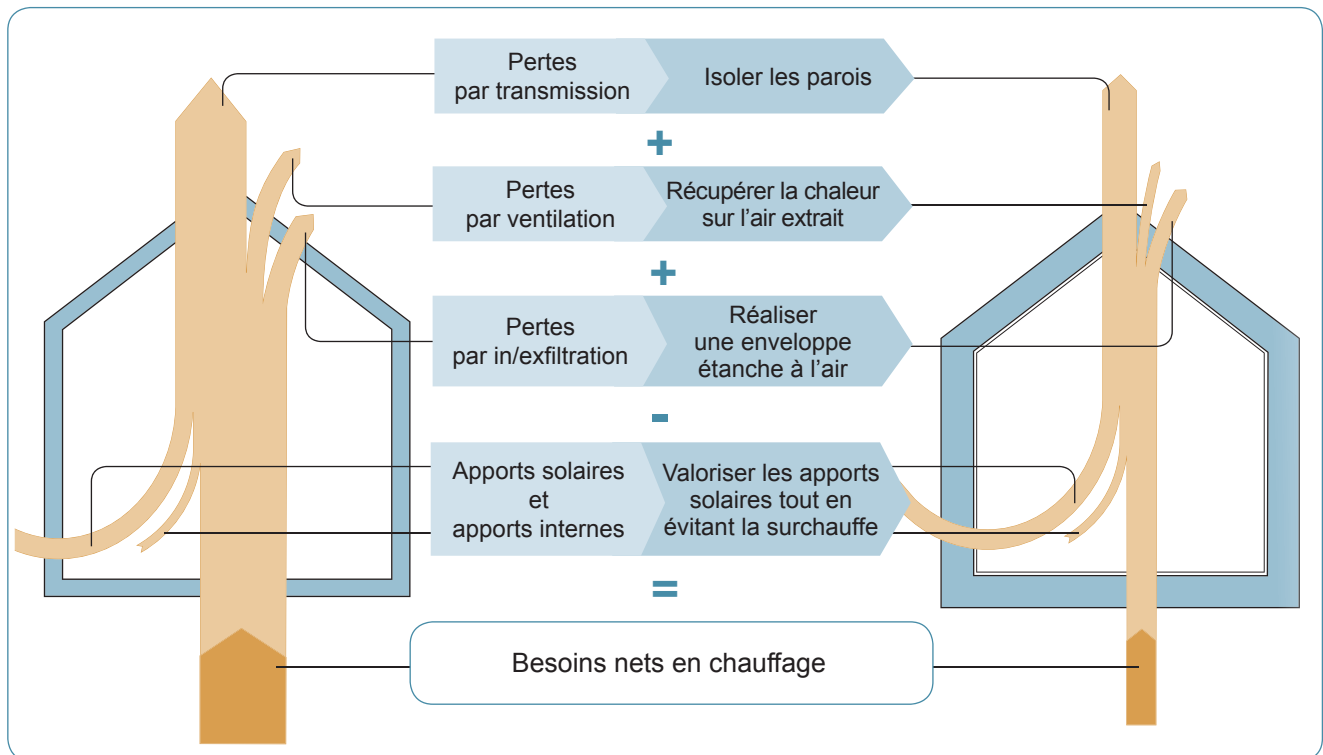 Pertes
par transmission
Isoler les parois
+
Pertes
par ventilation
Récupérer la chaleur
sur l’air extrait
+
Pertes
par in/exfiltration
Réaliser
une enveloppe
étanche à l’air
-
Apports solaires
et
apports internes
Valoriser les apports
solaires tout en
évitant la surchauffe
=
Besoins nets en chauffage